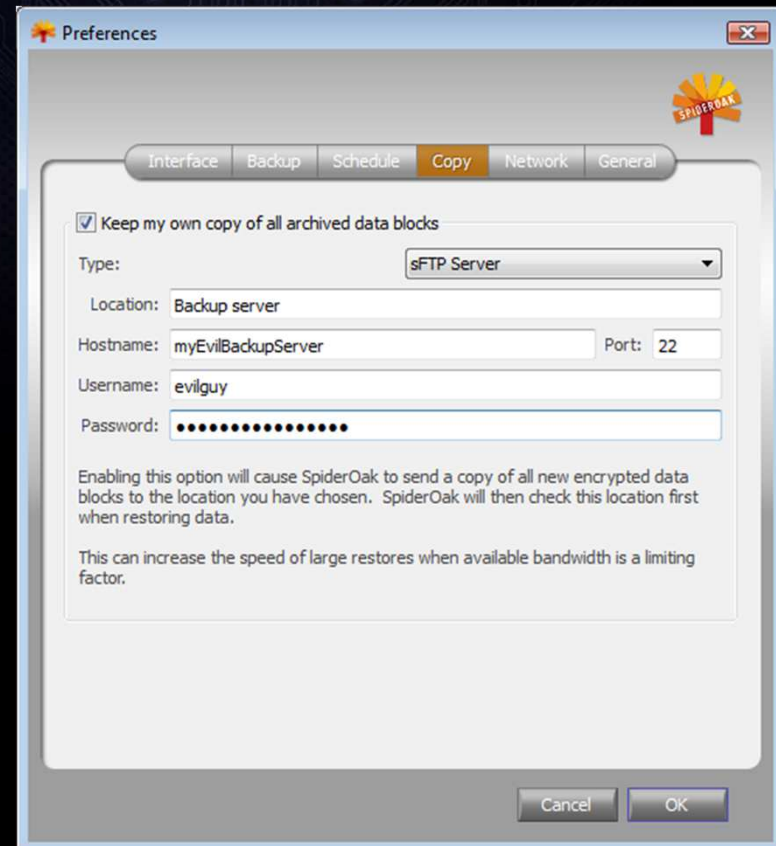 Preferences
SPIDEROAK
Interface Backup Schedule Copy Network General
Keep my own copy of all archived data blocks
Type: sFTP Server
Location: Backup server
Hostname: myEvilBackupServer Port: 22
Username: evilguy
Password: ••••••••••••••••
Enabling this option will cause SpiderOak to send a copy of all new encrypted data
blocks to the location you have chosen. SpiderOak will then check this location first
when restoring data.
This can increase the speed of large restores when available bandwidth is a limiting
factor.
Cancel OK